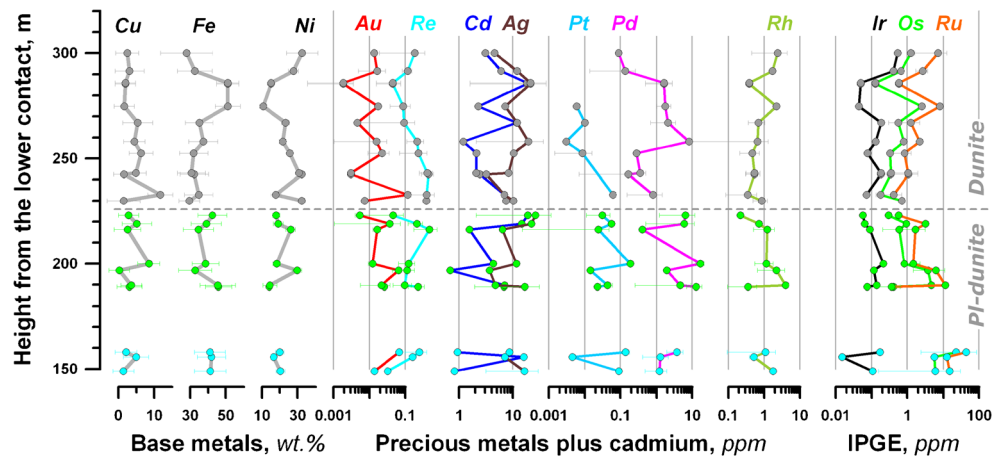 Cu Fe Ni Au Re Cd Ag Pt Pd Rh Ir Os Ru
Height from the lower contact, m
300
250
200
150
Dunite
Pl-dunite
0 10 30 50 10 30 0.001 0.1 1 10 0.001 0.1 10 0.1 1 10 0.01 1 100
Base metals, wt.% Precious metals plus cadmium, ppm IPGE, ppm